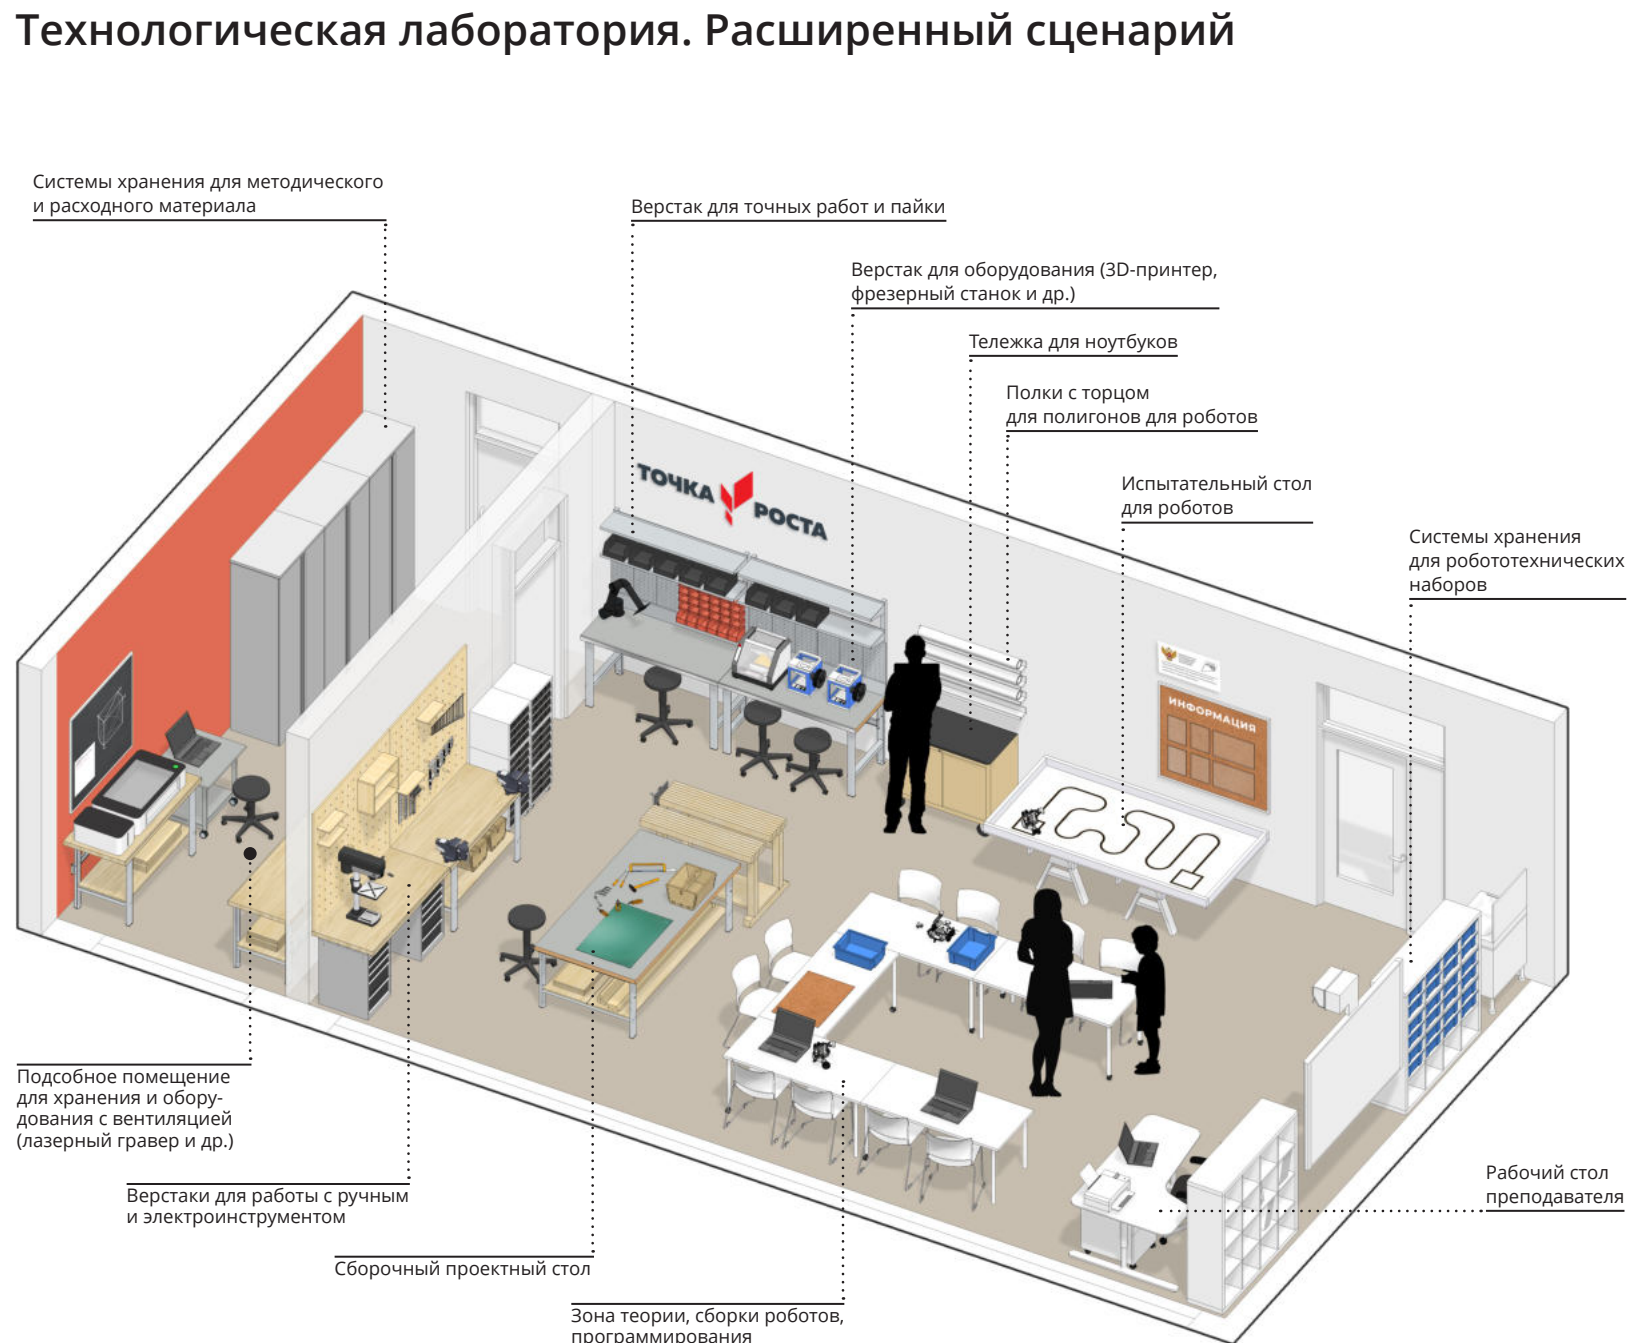 Технологическая лаборатория. Расширенный сценарий
Системы хранения для методического
и расходного материала
Верстак для точных работ и пайки
Верстак для оборудования (3D-принтер,
фрезерный станок и др.)
Тележка для ноутбуков
Полки с торцом
для полигонов для роботов
Испытательный стол
для роботов
Системы хранения
для робототехнических
наборов
ТОЧКА
РОСТА
ИНФОРМАЦИЯ
Подсобное помещение
для хранения и обору-
дования с вентиляцией
(лазерный гравер и др.)
Верстаки для работы с ручным
и электроинструментом
Сборочный проектный стол
Зона теории, сборки роботов,
программирования
Рабочий стол
преподавателя